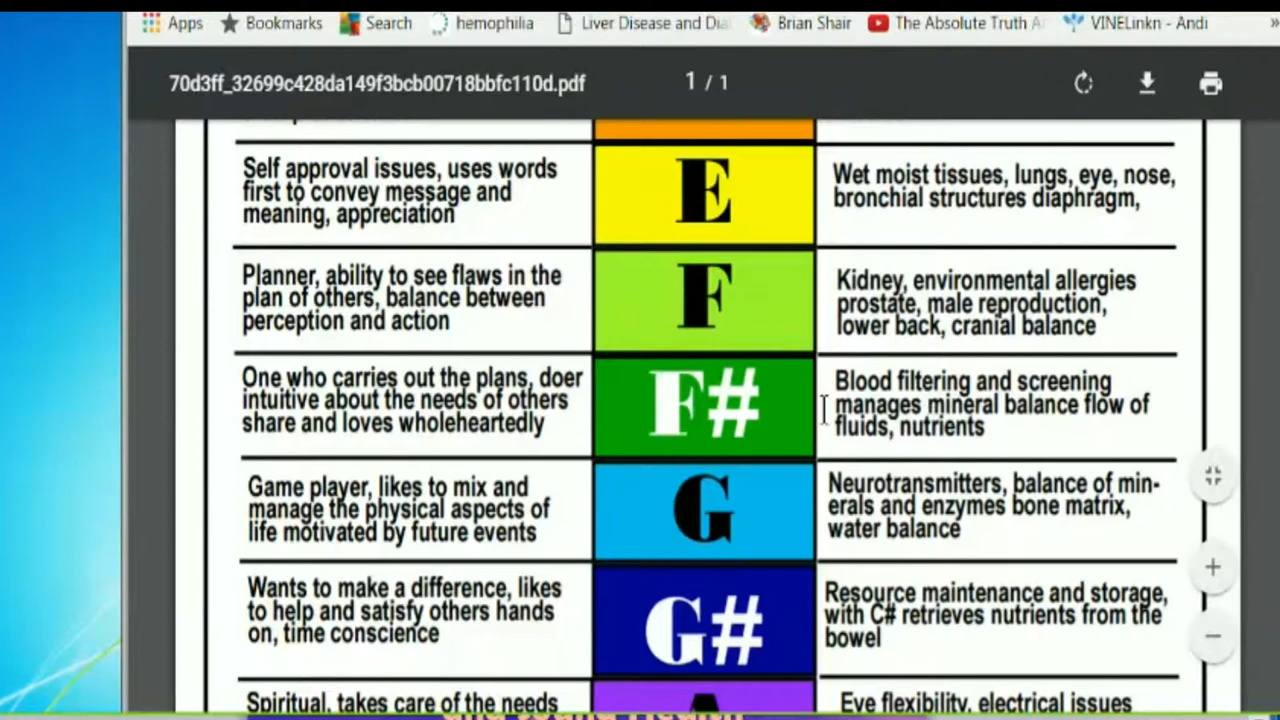 Apps Bookmarks Search hemophilia Liver Disease and Dia Brian Shair The Absolute Truth VINELinkn - Andi »
70d3ff_32699c428da149f3bcb00718bbfc110d.pdf 1 / 1
Self approval issues, uses words
first to convey message and
meaning, appreciation
E
Wet moist tissues, lungs, eye, nose,
bronchial structures diaphragm,
Planner, ability to see flaws in the
plan of others, balance between
perception and action
F
Kidney, environmental allergies
prostate, male reproduction,
lower back, cranial balance
One who carries out the plans, doer
intuitive about the needs of others
share and loves wholeheartedly
F#
Blood filtering and screening
manages mineral balance flow of
fluids, nutrients
Game player, likes to mix and
manage the physical aspects of
life motivated by future events
G
Neurotransmitters, balance of min-
erals and enzymes bone matrix,
water balance
Wants to make a difference, likes
to help and satisfy others hands
on, time conscience
G#
Resource maintenance and storage,
with C# retrieves nutrients from the
bowel
Spiritual, takes care of the needs
A
Eye flexibility, electrical issues